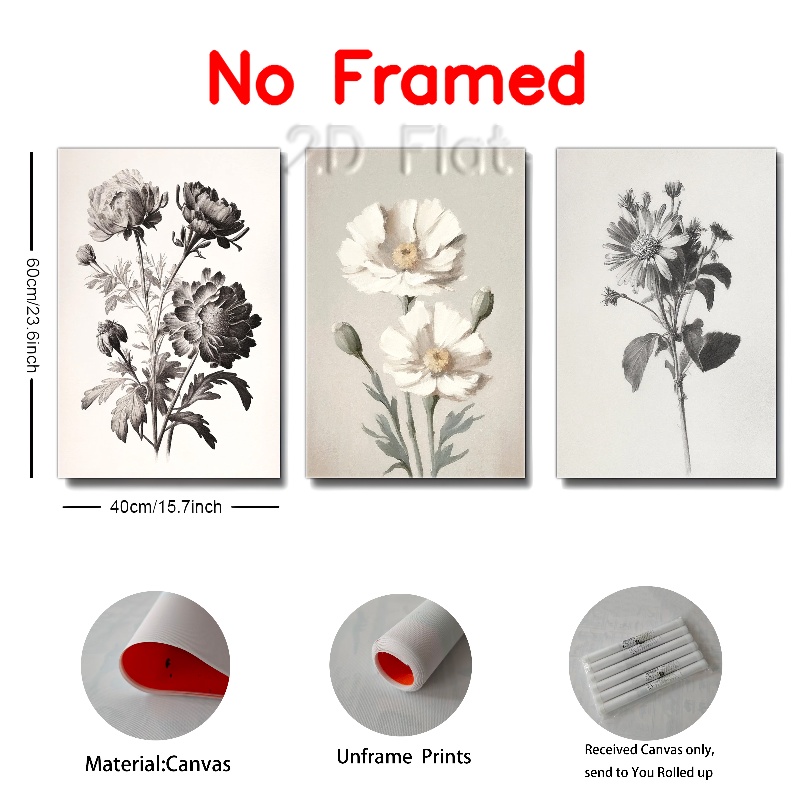 No Framed
2D Flat
60cm/23.6inch
40cm/15.7inch
Material:Canvas
Unframe Prints
Received Canvas only,
send to You Rolled up